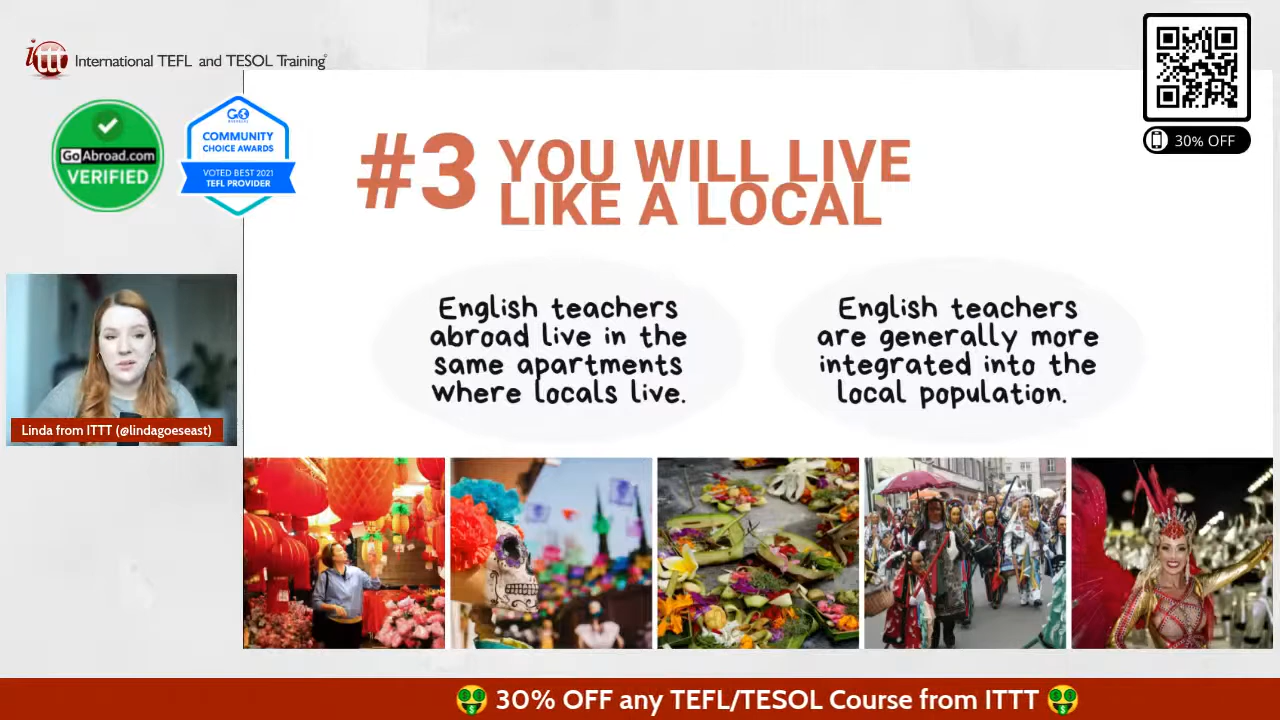 ittt International TEFL and TESOL Training
GoAbroad.com
VERIFIED
GO
COMMUNITY
CHOICE AWARDS
VOTED BEST 2021
TEFL PROVIDER
30% OFF
#3 YOU WILL LIVE
LIKE A LOCAL
English teachers
abroad live in the
same apartments
where locals live.
English teachers
are generally more
integrated into the
local population.
Linda from ITTT (@lindagoeseast)
🤑 30% OFF any TEFL/TESOL Course from ITTT 🤑